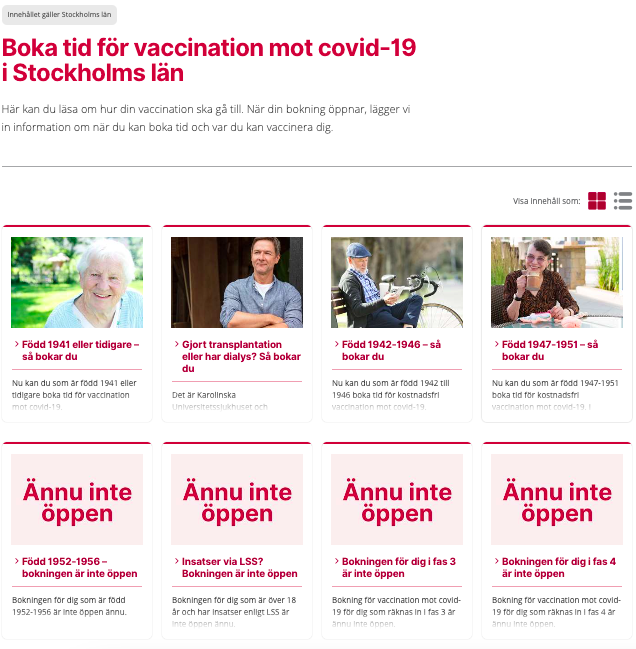 Innehållet gäller Stockholms län
Boka tid för vaccination mot covid-19
i Stockholms län
Här kan du läsa om hur din vaccination ska gå till. När din bokning öppnar, lägger vi
in information om när du kan boka tid och var du kan vaccinera dig.
Visa innehåll som:
Född 1941 eller tidigare –
så bokar du
Nu kan du som är född 1941 eller
tidigare boka tid för vaccination
mot covid-19.
Gjort transplantation
eller har dialys? Så bokar
du
Det är Karolinska
Universitetssjukhuset och
Född 1942-1946 – så
bokar du
Nu kan du som är född 1942 till
1946 boka tid för kostnadsfri
vaccination mot covid-19.
Född 1947-1951 – så
bokar du
Nu kan du som är född 1947-1951
boka tid för kostnadsfri
vaccination mot covid-19. I
Ännu inte
öppen
Född 1952-1956 –
bokningen är inte öppen
Bokningen för dig som är född
1952-1956 är inte öppen ännu.
Ännu inte
öppen
Insatser via LSS?
Bokningen är inte öppen
Bokningen för dig som är över 18
år och har insatser enligt LSS är
inte öppen ännu.
Ännu inte
öppen
Bokningen för dig i fas 3
är inte öppen
Bokning för vaccination mot covid-
19 för dig som räknas in i fas 3 är
ännu inte öppen.
Ännu inte
öppen
Bokningen för dig i fas 4
är inte öppen
Bokning för vaccination mot covid-
19 för dig som räknas in i fas 4 är
ännu inte öppen.